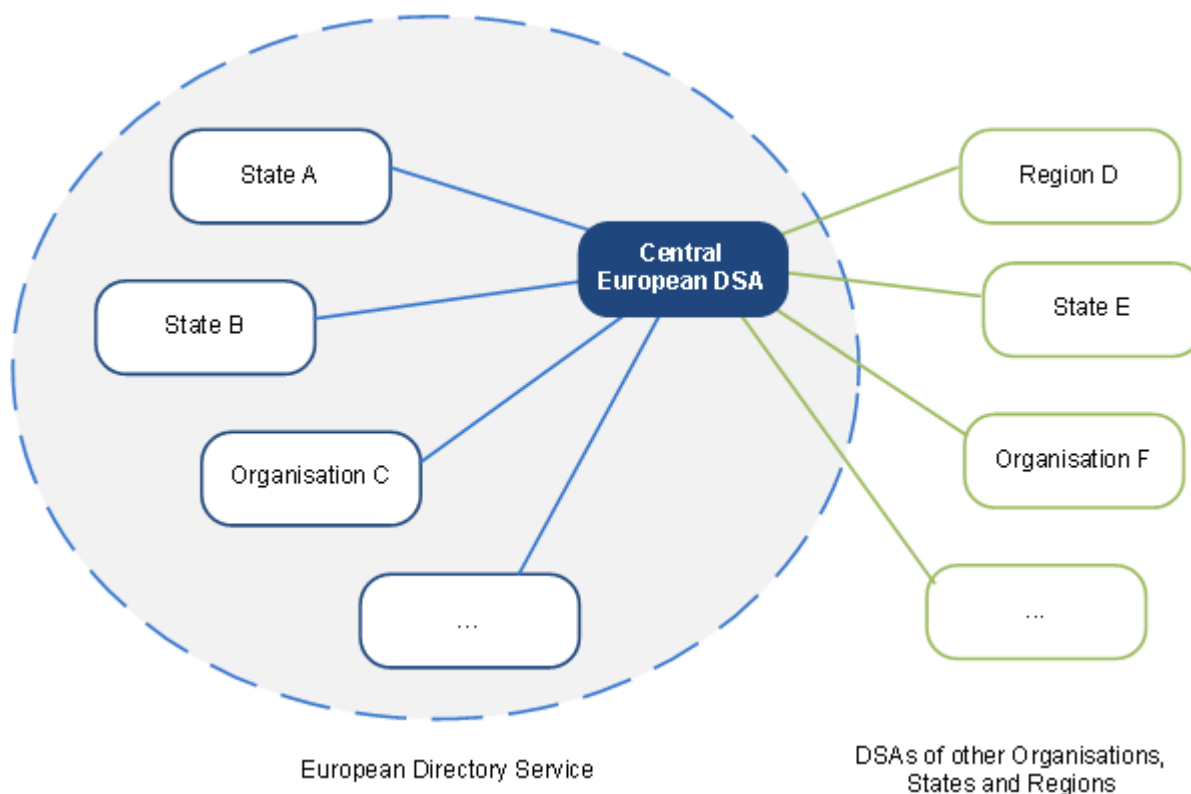 State A
Region D
Central
European DSA
State B
State E
Organisation C
Organisation F
...
...
European Directory Service
DSAs of other Organisations,
States and Regions